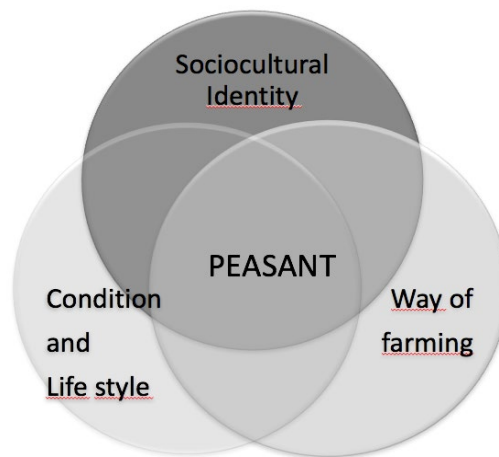 Sociocultural
Identity
PEASANT
Condition
and
Life style
Way of
farming